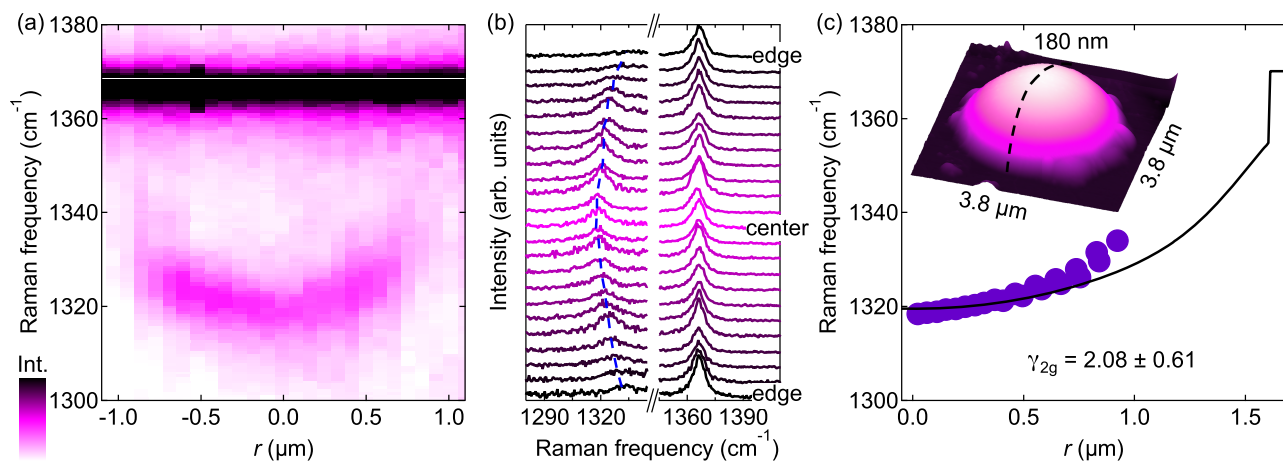 (a)
1380
1360
1340
1320
1300
Raman frequency (cm⁻¹)
Int.
-1.0
-0.5
0.0
0.5
1.0
r (µm)
(b)
Intensity (arb. units)
edge
center
edge
1290
1320
1360
1390
Raman frequency (cm⁻¹)
(c)
1380
1360
1340
1320
1300
Raman frequency (cm⁻¹)
180 nm
3.8 µm
3.8 µm
γ₂g = 2.08 ± 0.61
0.0
0.5
1.0
1.5
r (µm)